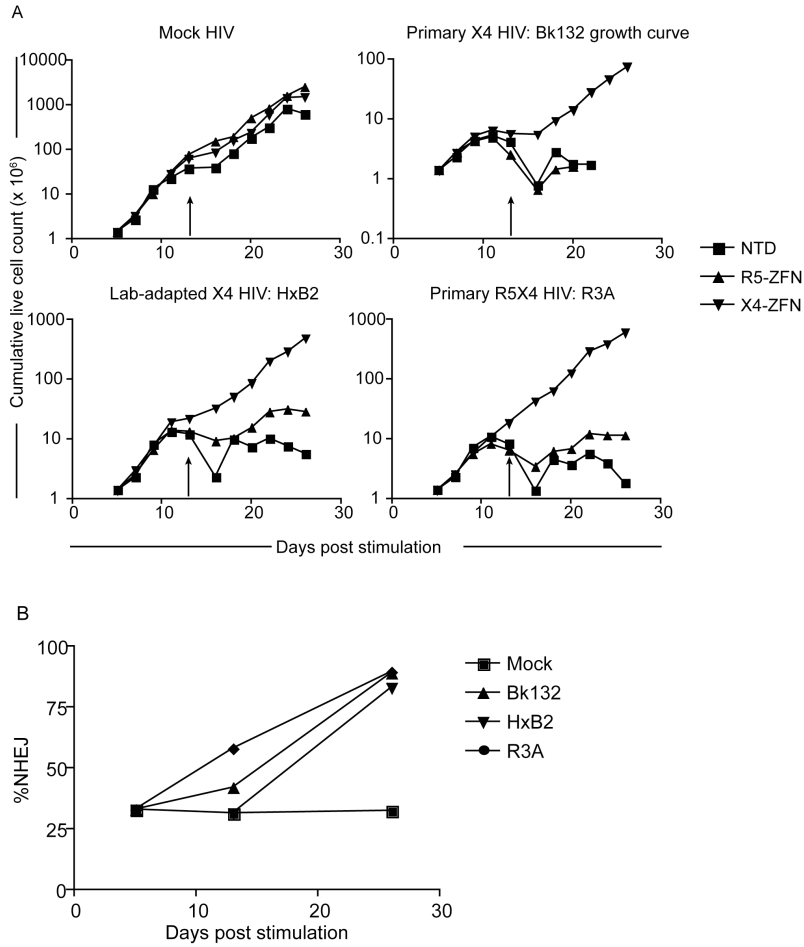 A
Mock HIV
Primary X4 HIV: Bk132 growth curve
10000
1000
100
10
1
0
10
20
30
100
10
1
0.1
0
10
20
30
Cumulative live cell count (x 10⁶)
NTD
R5-ZFN
X4-ZFN
Lab-adapted X4 HIV: HxB2
Primary R5X4 HIV: R3A
1000
100
10
1
0
10
20
30
1000
100
10
1
0
10
20
30
Days post stimulation
B
100
75
50
25
0
%NHEJ
0
10
20
30
Days post stimulation
Mock
Bk132
HxB2
R3A